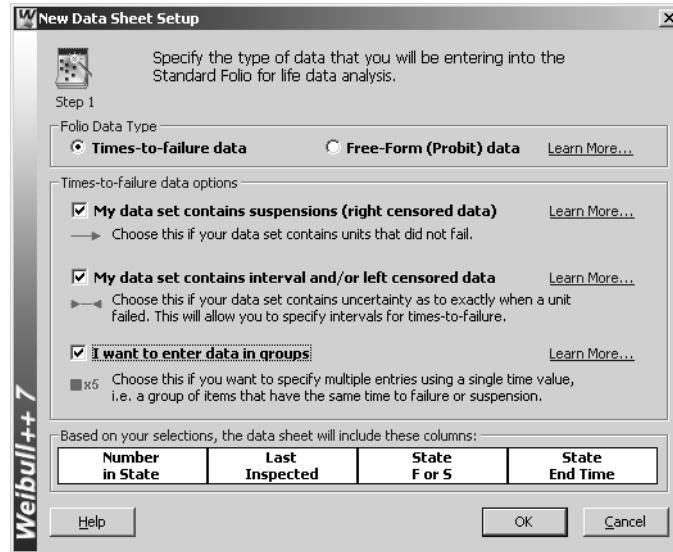 New Data Sheet Setup
Specify the type of data that you will be entering into the
Standard Folio for life data analysis.
Step 1
Folio Data Type
Times-to-failure data
Free-Form (Probit) data
Learn More...
Times-to-failure data options
My data set contains suspensions (right censored data)
Learn More...
Choose this if your data set contains units that did not fail.
My data set contains interval and/or left censored data
Learn More...
Choose this if your data set contains uncertainty as to exactly when a unit
failed. This will allow you to specify intervals for times-to-failure.
I want to enter data in groups
Learn More...
x5
Choose this if you want to specify multiple entries using a single time value,
i.e. a group of items that have the same time to failure or suspension.
Based on your selections, the data sheet will include these columns:
Number
in State
Last
Inspected
State
F or S
State
End Time
Weibull++ 7
Help
OK
Cancel